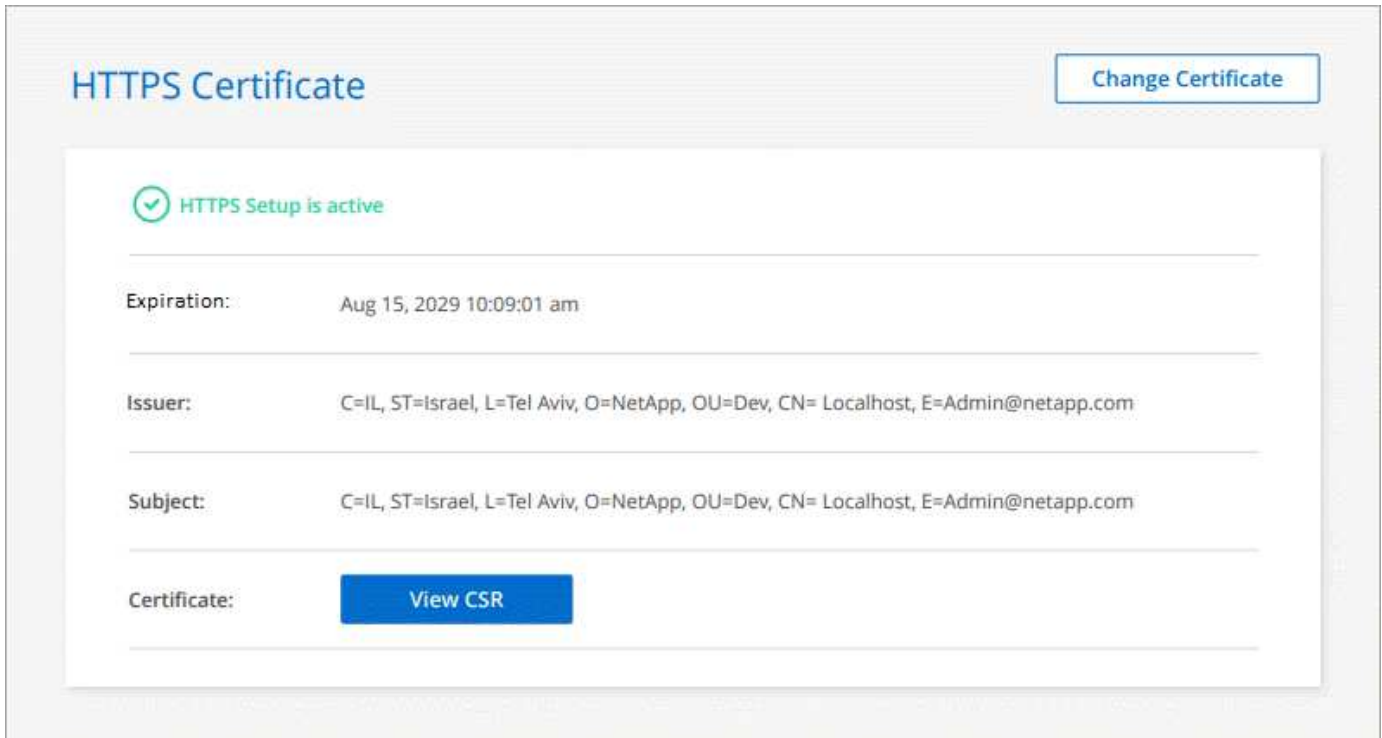 HTTPS Certificate
Change Certificate
HTTPS Setup is active
Expiration: Aug 15, 2029 10:09:01 am
Issuer: C=IL, ST=Israel, L=Tel Aviv, O=NetApp, OU=Dev, CN= Localhost, E=Admin@netapp.com
Subject: C=IL, ST=Israel, L=Tel Aviv, O=NetApp, OU=Dev, CN= Localhost, E=Admin@netapp.com
Certificate: View CSR